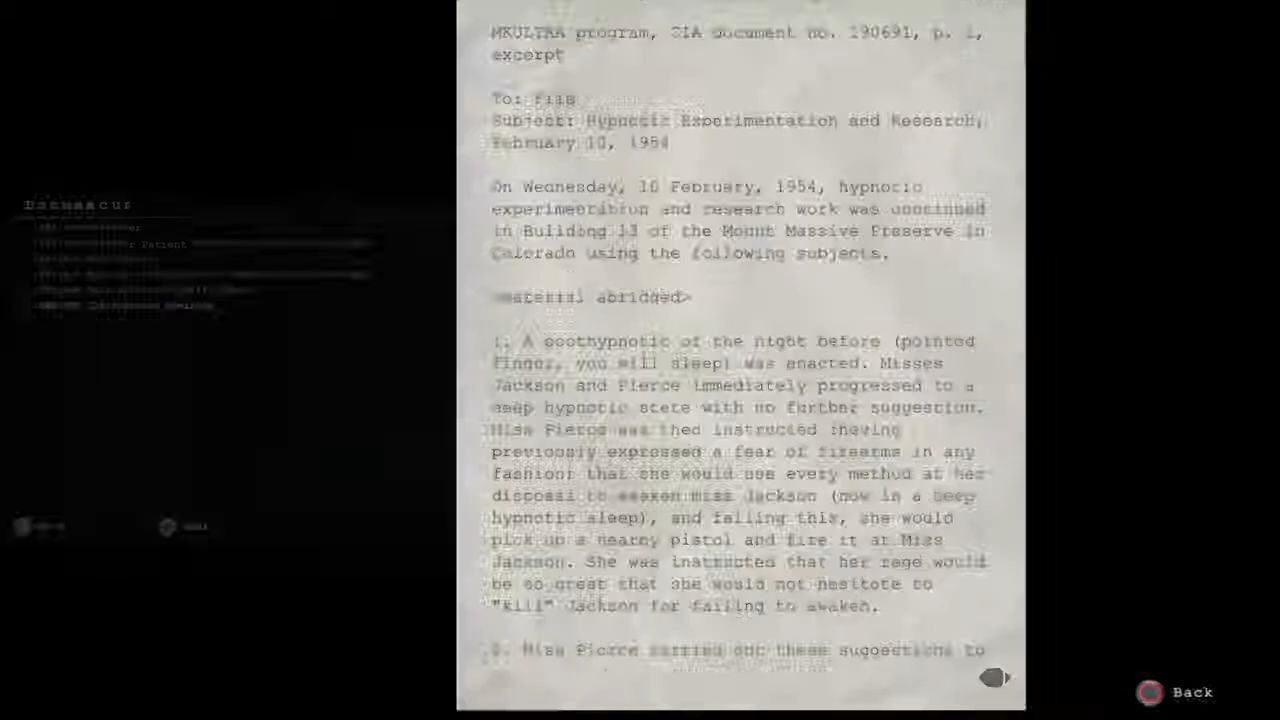 MKULTRA program, CIA document no. 190691, p. 1,
excerpt
To: File
Subject: Hypnotic Experimentation and Research,
February 10, 1954
On Wednesday, 10 February, 1954, hypnotic
experimentation and research work was continued
in Building 13 of the Mount Massive Preserve in
Colorado using the following subjects.
<material abridged>
1. A posthypnotic of the night before (pointed
finger, you will sleep) was enacted. Misses
Jackson and Pierce immediately progressed to a
deep hypnotic state with no further suggestion.
Miss Pierce was then instructed (having
previously expressed a fear of firearms in any
fashion) that she would use every method at her
disposal to awaken miss Jackson (now in a deep
hypnotic sleep), and failing this, she would
pick up a nearby pistol and fire it at Miss
Jackson. She was instructed that her rage would
be so great that she would not hesitate to
"kill" Jackson for failing to awaken.
2. Miss Pierce carried out these suggestions to
Documents
Patient
Back